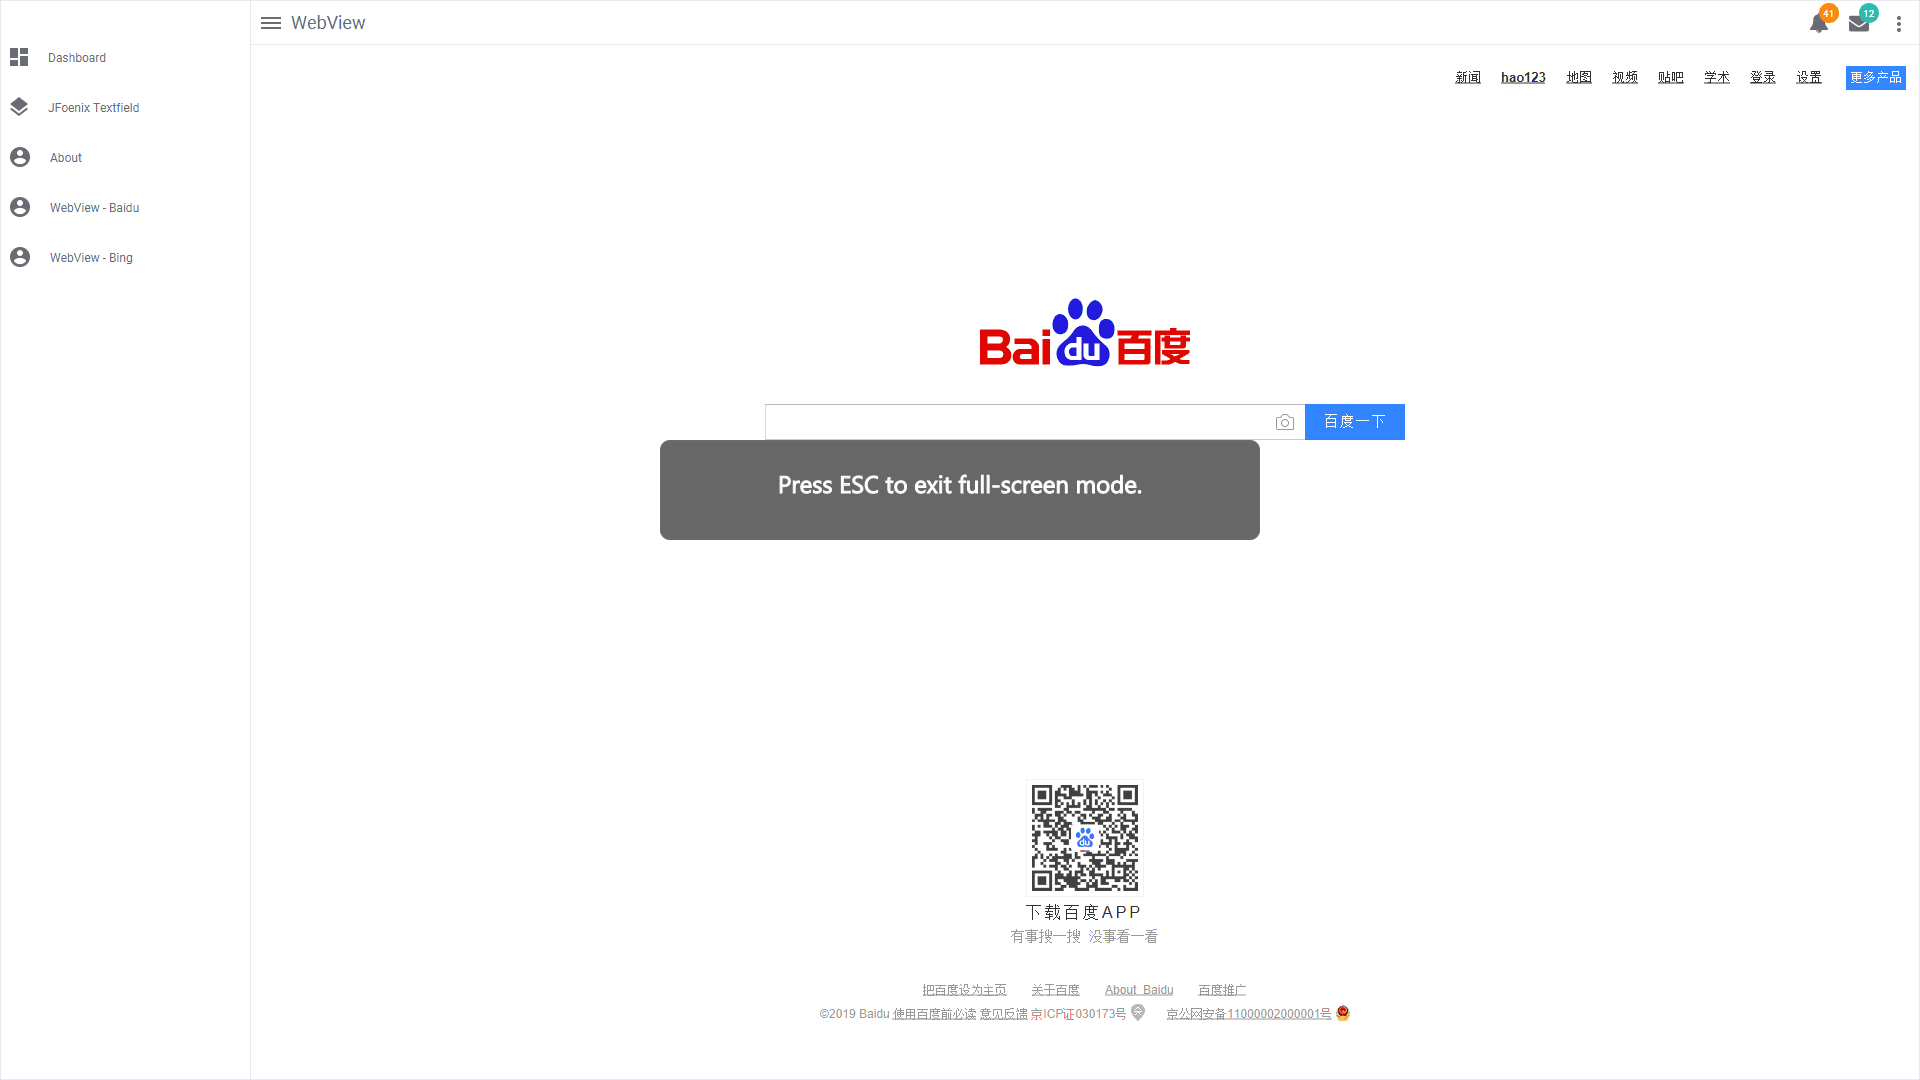 WebView
41
12
Dashboard
JFoenix Textfield
About
WebView - Baidu
WebView - Bing
新闻 hao123 地图 视频 贴吧 学术 登录 设置 更多产品
Bai du 百度
百度一下
Press ESC to exit full-screen mode.
du
下载百度APP
有事搜一搜 没事看一看
把百度设为主页 关于百度 About Baidu 百度推广
©2019 Baidu 使用百度前必读 意见反馈 京ICP证030173号 京公网安备11000002000001号